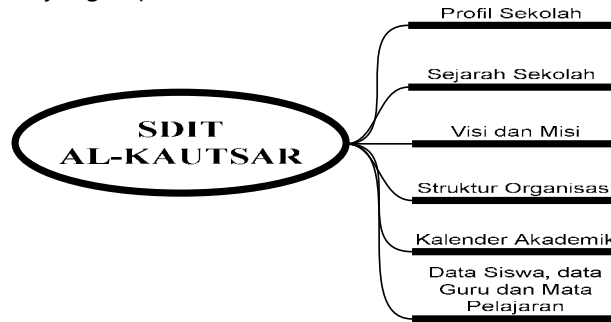 SDIT
AL-KAUTSAR
Profil Sekolah
Sejarah Sekolah
Visi dan Misi
Struktur Organisas
Kalender Akademik
Data Siswa, data
Guru dan Mata
Pelajaran